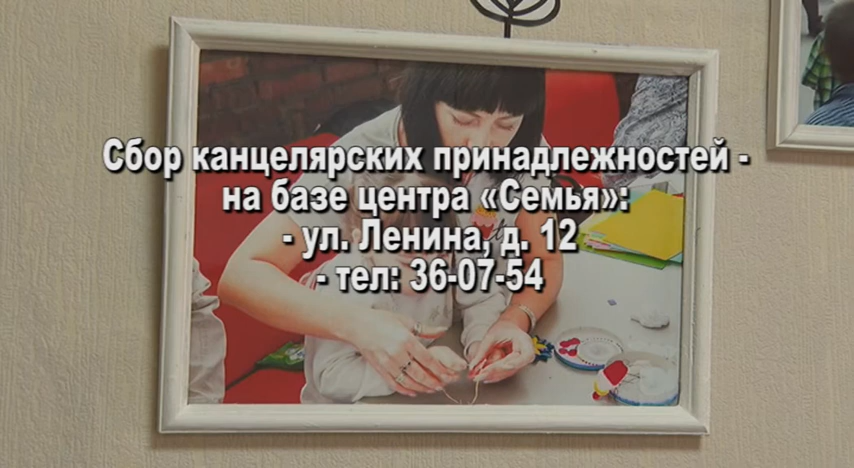 Сбор канцелярских принадлежностей -
на базе центра «Семья»:
- ул. Ленина, д. 12
- тел: 36-07-54